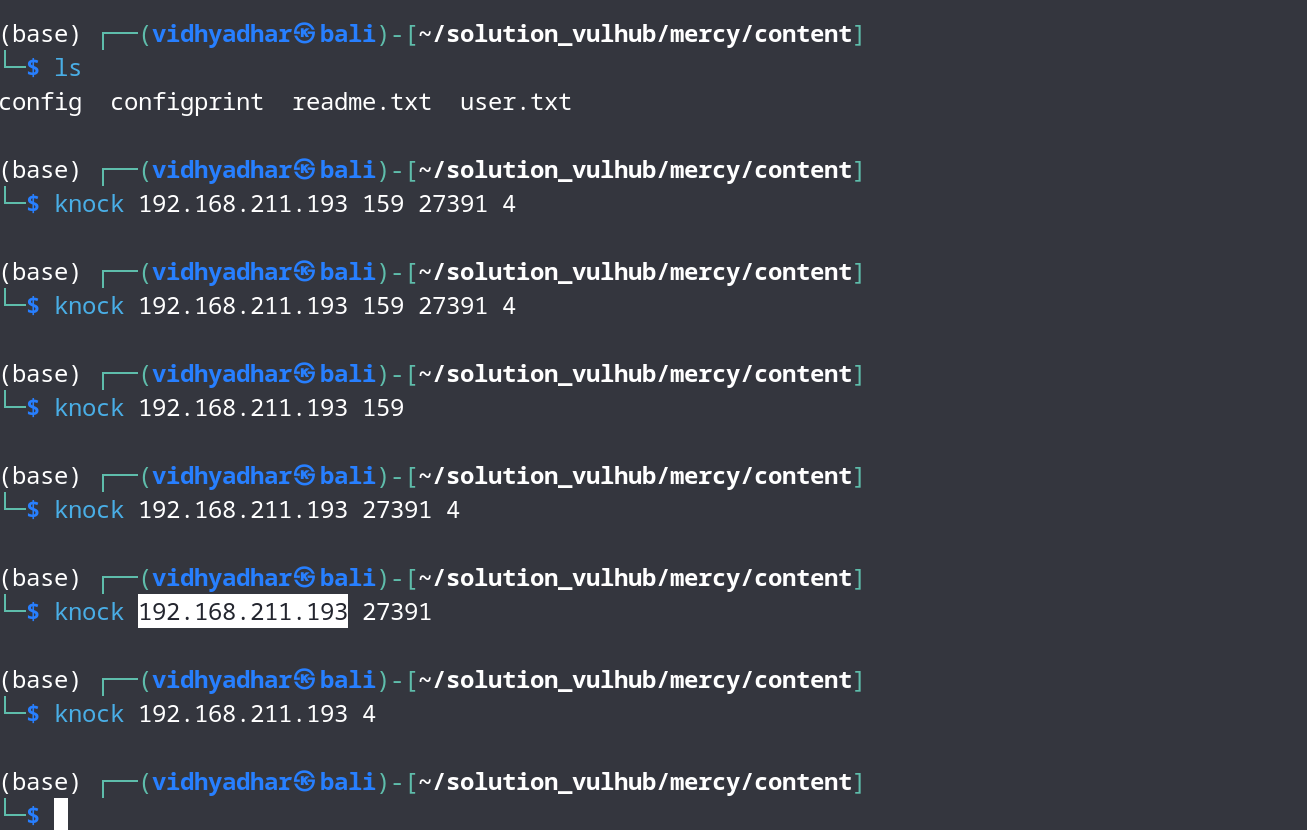 (base) ┌──(vidhyadhar㉿bali)-[~/solution_vulhub/mercy/content]
└─$ ls
config  configprint  readme.txt  user.txt
(base) ┌──(vidhyadhar㉿bali)-[~/solution_vulhub/mercy/content]
└─$ knock 192.168.211.193 159 27391 4
(base) ┌──(vidhyadhar㉿bali)-[~/solution_vulhub/mercy/content]
└─$ knock 192.168.211.193 159 27391 4
(base) ┌──(vidhyadhar㉿bali)-[~/solution_vulhub/mercy/content]
└─$ knock 192.168.211.193 159
(base) ┌──(vidhyadhar㉿bali)-[~/solution_vulhub/mercy/content]
└─$ knock 192.168.211.193 27391 4
(base) ┌──(vidhyadhar㉿bali)-[~/solution_vulhub/mercy/content]
└─$ knock 192.168.211.193 27391
(base) ┌──(vidhyadhar㉿bali)-[~/solution_vulhub/mercy/content]
└─$ knock 192.168.211.193 4
(base) ┌──(vidhyadhar㉿bali)-[~/solution_vulhub/mercy/content]
└─$